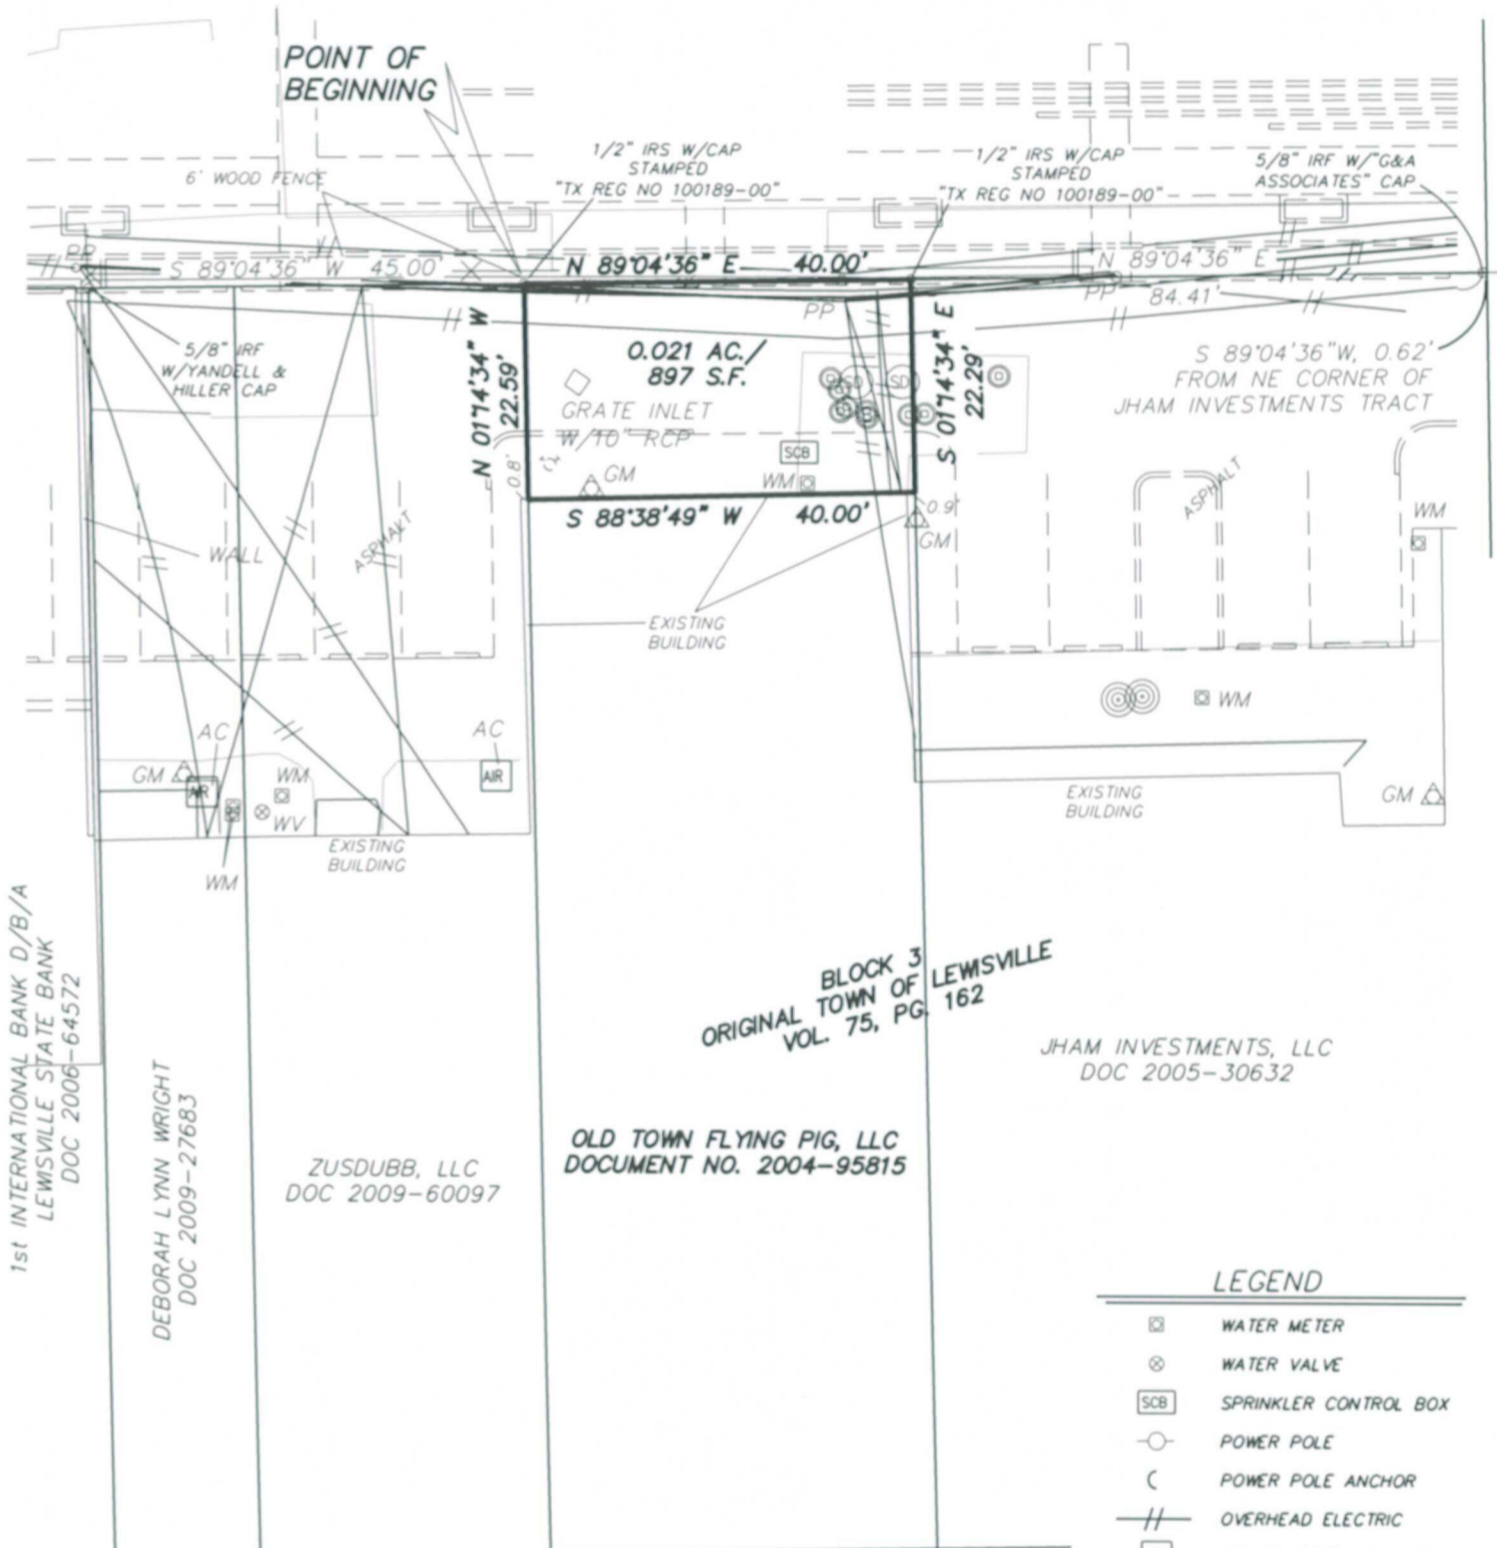 POINT OF
BEGINNING
1/2" IRS W/CAP
STAMPED
"TX REG NO 100189-00"
1/2" IRS W/CAP
STAMPED
"TX REG NO 100189-00"
5/8" IRF W/"G&A
ASSOCIATES" CAP
6' WOOD FENCE
PP
S 89°04'36" W 45.00'
N 89°04'36" E 40.00'
N 89°04'36" E
84.41'
PP
PP
5/8" IRF
W/YANDELL &
HILLER CAP
N 01°14'34" W
22.59'
0.021 AC./
897 S.F.
S 01°14'34" E
22.29'
S 89°04'36"W, 0.62'
FROM NE CORNER OF
JHAM INVESTMENTS TRACT
SD
SD
GRATE INLET
W/10" RCP
SCB
0.8'
GM
WM
S 88°38'49" W 40.00'
0.9'
GM
ASPHALT
WALL
ASPHALT
WM
EXISTING
BUILDING
WM
AC
AC
GM
AIR
WM
AIR
WV
WM
EXISTING
BUILDING
EXISTING
BUILDING
GM
1st INTERNATIONAL BANK D/B/A
LEWISVILLE STATE BANK
DOC 2006-64572
BLOCK 3
ORIGINAL TOWN OF LEWISVILLE
VOL. 75, PG. 162
DEBORAH LYNN WRIGHT
DOC 2009-27683
ZUSDUBB, LLC
DOC 2009-60097
OLD TOWN FLYING PIG, LLC
DOCUMENT NO. 2004-95815
JHAM INVESTMENTS, LLC
DOC 2005-30632
LEGEND
WATER METER
WATER VALVE
SCB SPRINKLER CONTROL BOX
POWER POLE
POWER POLE ANCHOR
OVERHEAD ELECTRIC